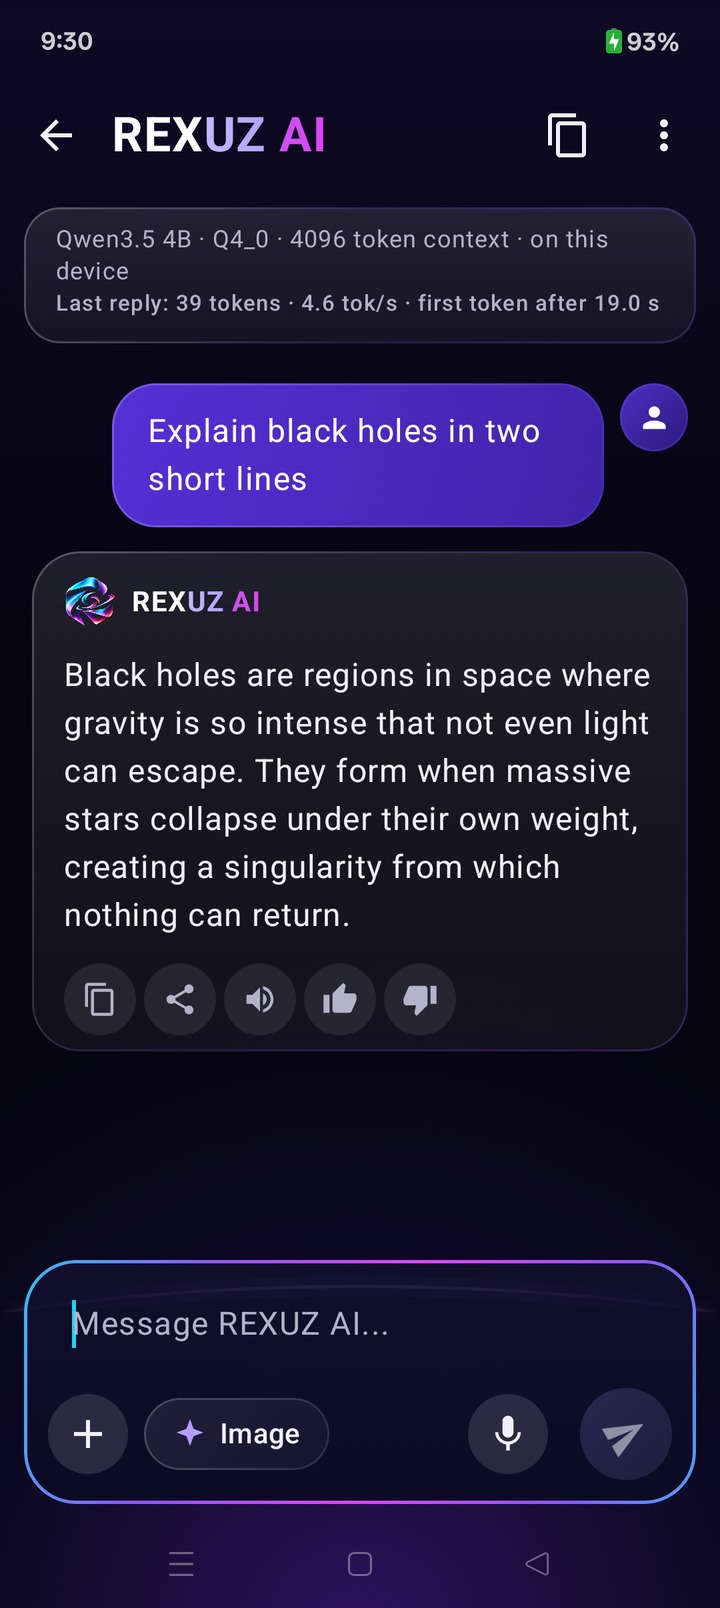 9:30
93%
REXUZ AI
Qwen3.5 4B · Q4_0 · 4096 token context · on this
device
Last reply: 39 tokens · 4.6 tok/s · first token after 19.0 s
Explain black holes in two
short lines
REXUZ AI
Black holes are regions in space where
gravity is so intense that not even light
can escape. They form when massive
stars collapse under their own weight,
creating a singularity from which
nothing can return.
Message REXUZ AI...
Image